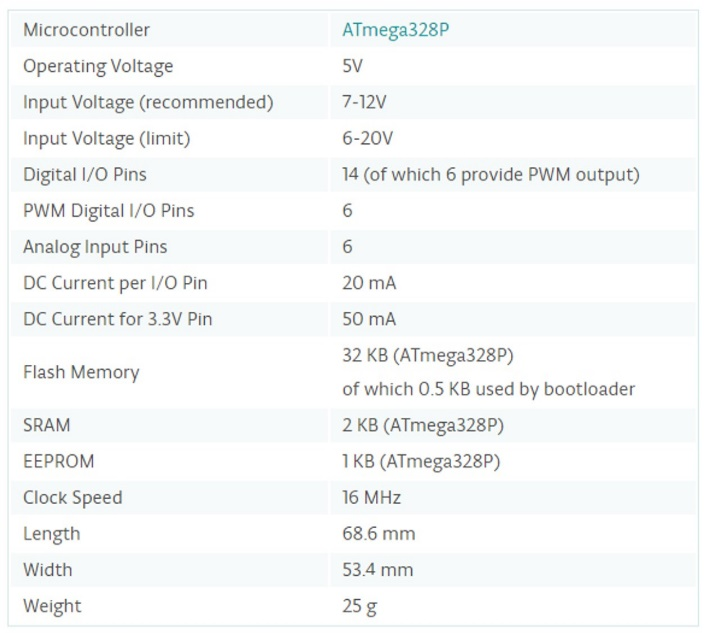 Microcontroller ATmega328P
Operating Voltage 5V
Input Voltage (recommended) 7-12V
Input Voltage (limit) 6-20V
Digital I/O Pins 14 (of which 6 provide PWM output)
PWM Digital I/O Pins 6
Analog Input Pins 6
DC Current per I/O Pin 20 mA
DC Current for 3.3V Pin 50 mA
Flash Memory 32 KB (ATmega328P)
of which 0.5 KB used by bootloader
SRAM 2 KB (ATmega328P)
EEPROM 1 KB (ATmega328P)
Clock Speed 16 MHz
Length 68.6 mm
Width 53.4 mm
Weight 25 g